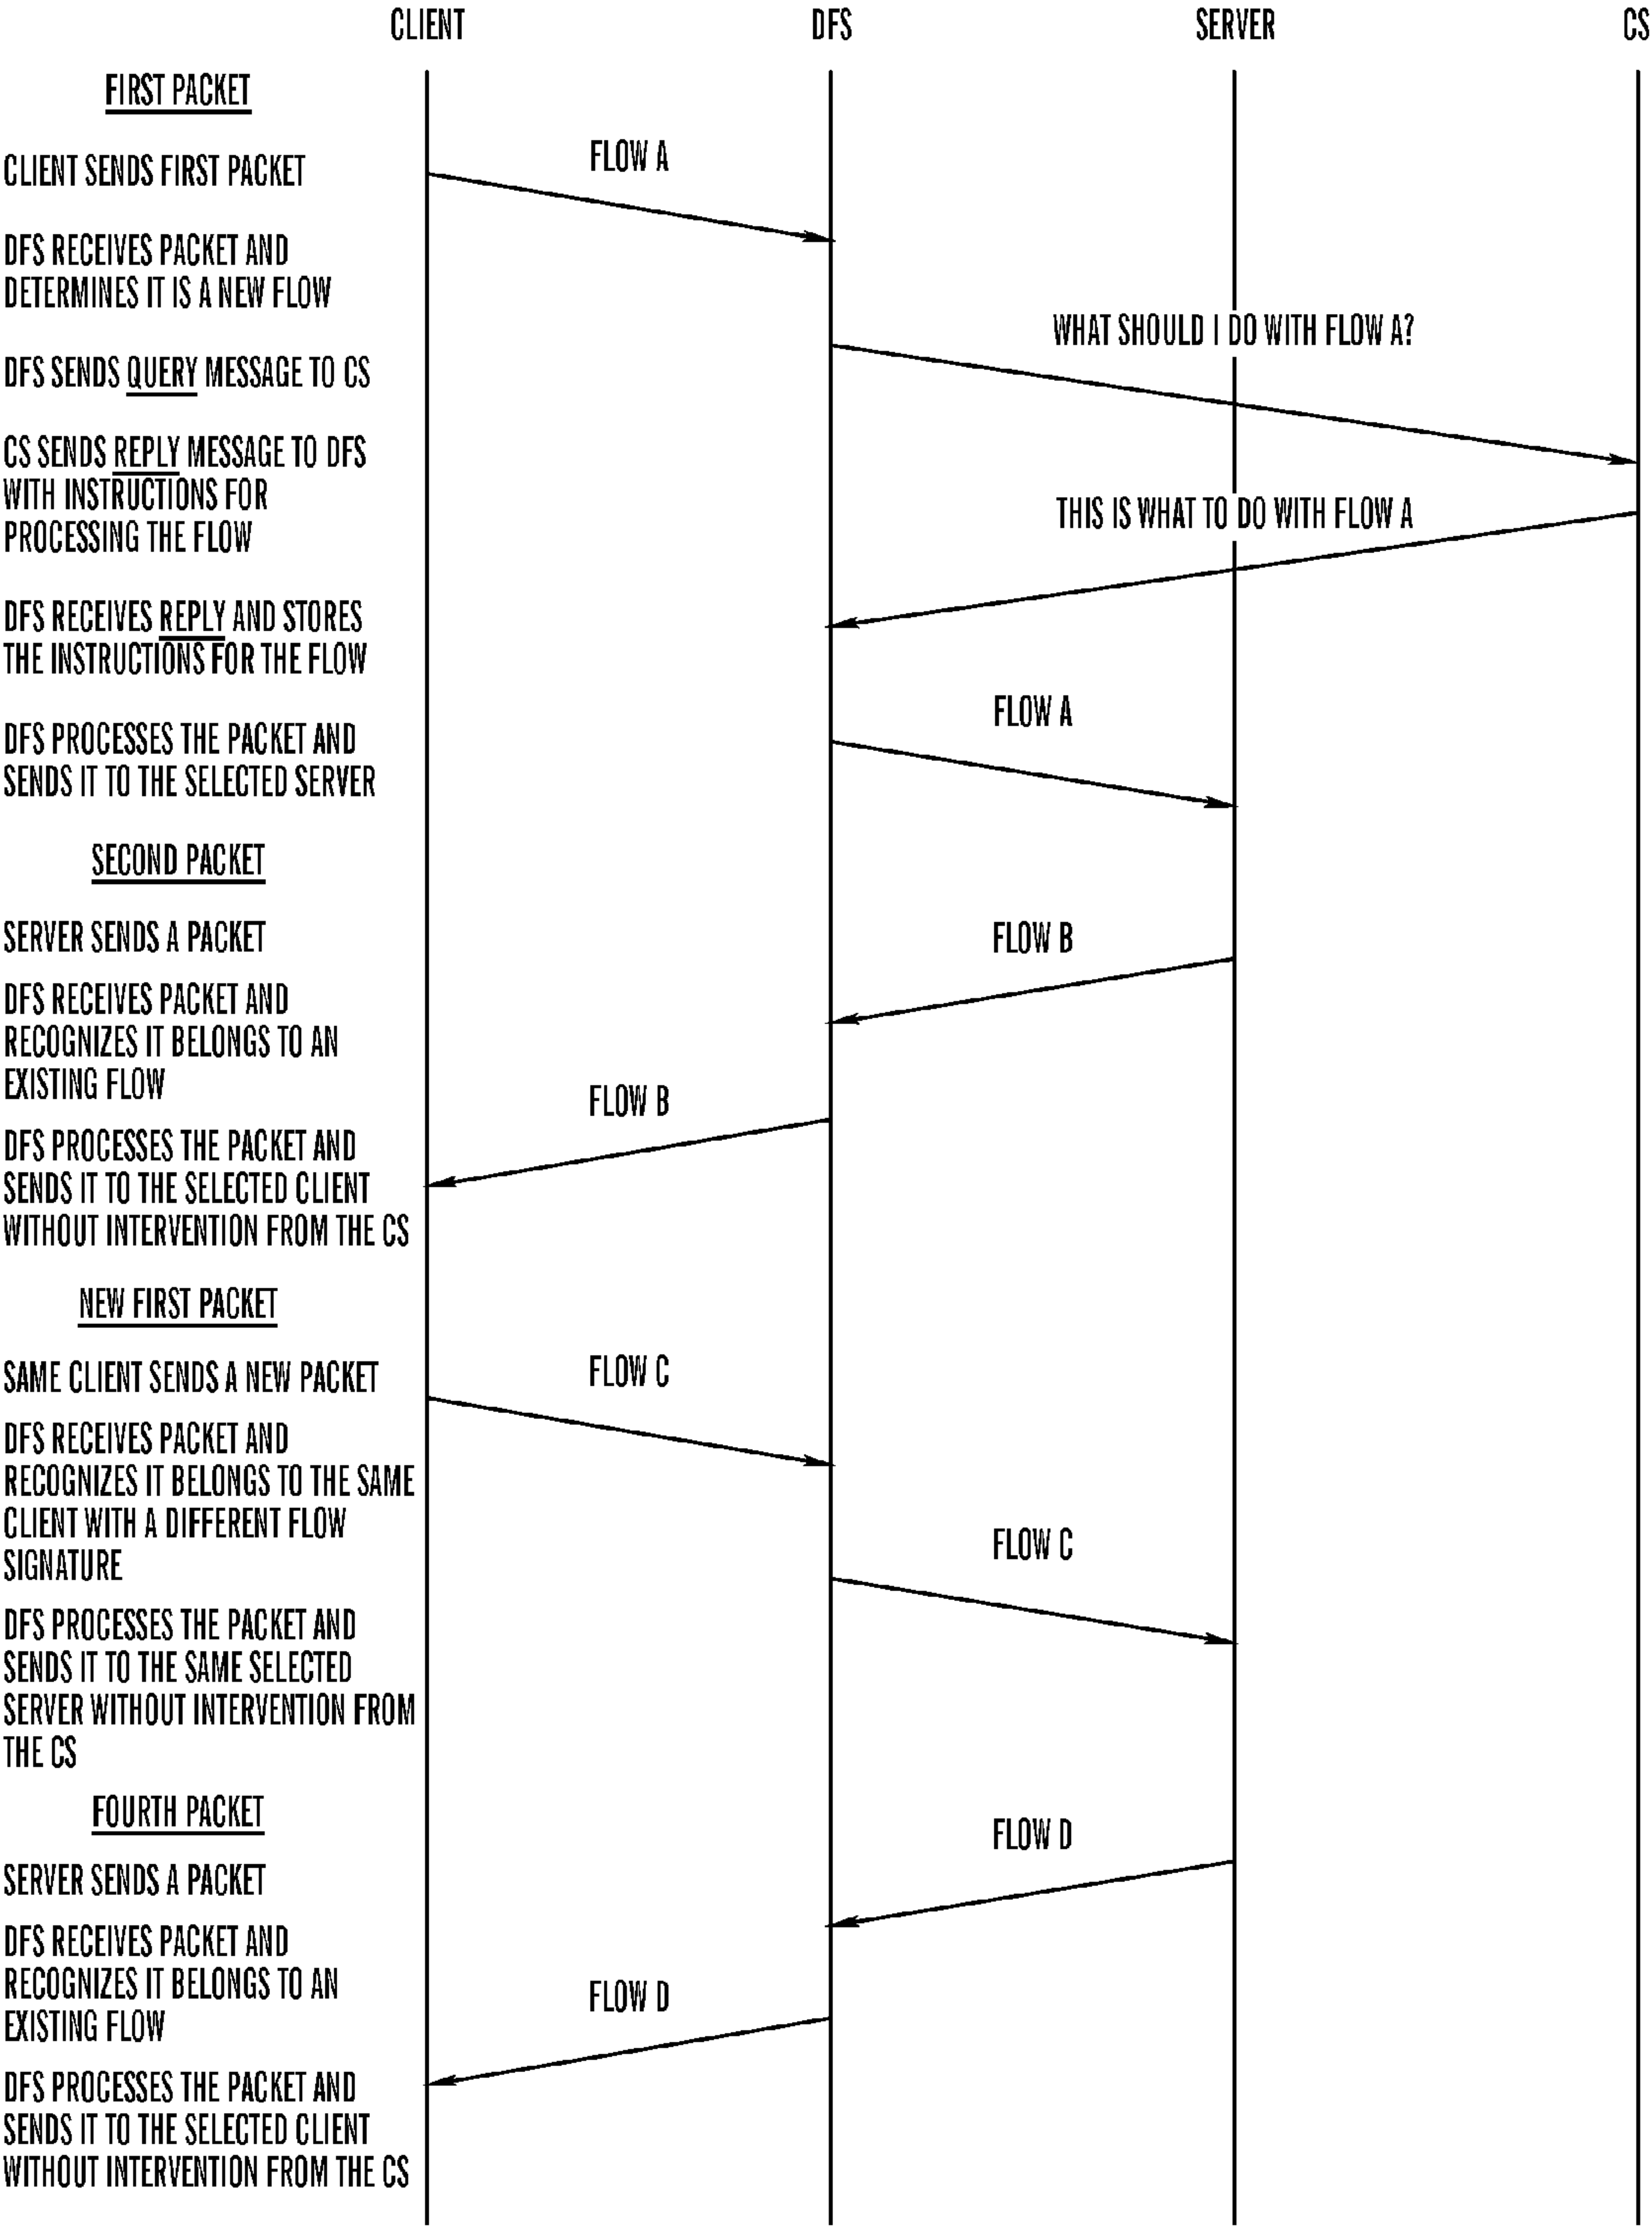 CLIENT DFS SERVER CS
FIRST PACKET
FLOW A
CLIENT SENDS FIRST PACKET
DFS RECEIVES PACKET AND
DETERMINES IT IS A NEW FLOW
WHAT SHOULD I DO WITH FLOW A?
DFS SENDS QUERY MESSAGE TO CS
CS SENDS REPLY MESSAGE TO DFS
WITH INSTRUCTIONS FOR
PROCESSING THE FLOW
THIS IS WHAT TO DO WITH FLOW A
DFS RECEIVES REPLY AND STORES
THE INSTRUCTIONS FOR THE FLOW
FLOW A
DFS PROCESSES THE PACKET AND
SENDS IT TO THE SELECTED SERVER
SECOND PACKET
SERVER SENDS A PACKET
FLOW B
DFS RECEIVES PACKET AND
RECOGNIZES IT BELONGS TO AN
EXISTING FLOW
FLOW B
DFS PROCESSES THE PACKET AND
SENDS IT TO THE SELECTED CLIENT
WITHOUT INTERVENTION FROM THE CS
NEW FIRST PACKET
SAME CLIENT SENDS A NEW PACKET
FLOW C
DFS RECEIVES PACKET AND
RECOGNIZES IT BELONGS TO THE SAME
CLIENT WITH A DIFFERENT FLOW
SIGNATURE
FLOW C
DFS PROCESSES THE PACKET AND
SENDS IT TO THE SAME SELECTED
SERVER WITHOUT INTERVENTION FROM
THE CS
FOURTH PACKET
FLOW D
SERVER SENDS A PACKET
DFS RECEIVES PACKET AND
RECOGNIZES IT BELONGS TO AN
EXISTING FLOW
FLOW D
DFS PROCESSES THE PACKET AND
SENDS IT TO THE SELECTED CLIENT
WITHOUT INTERVENTION FROM THE CS